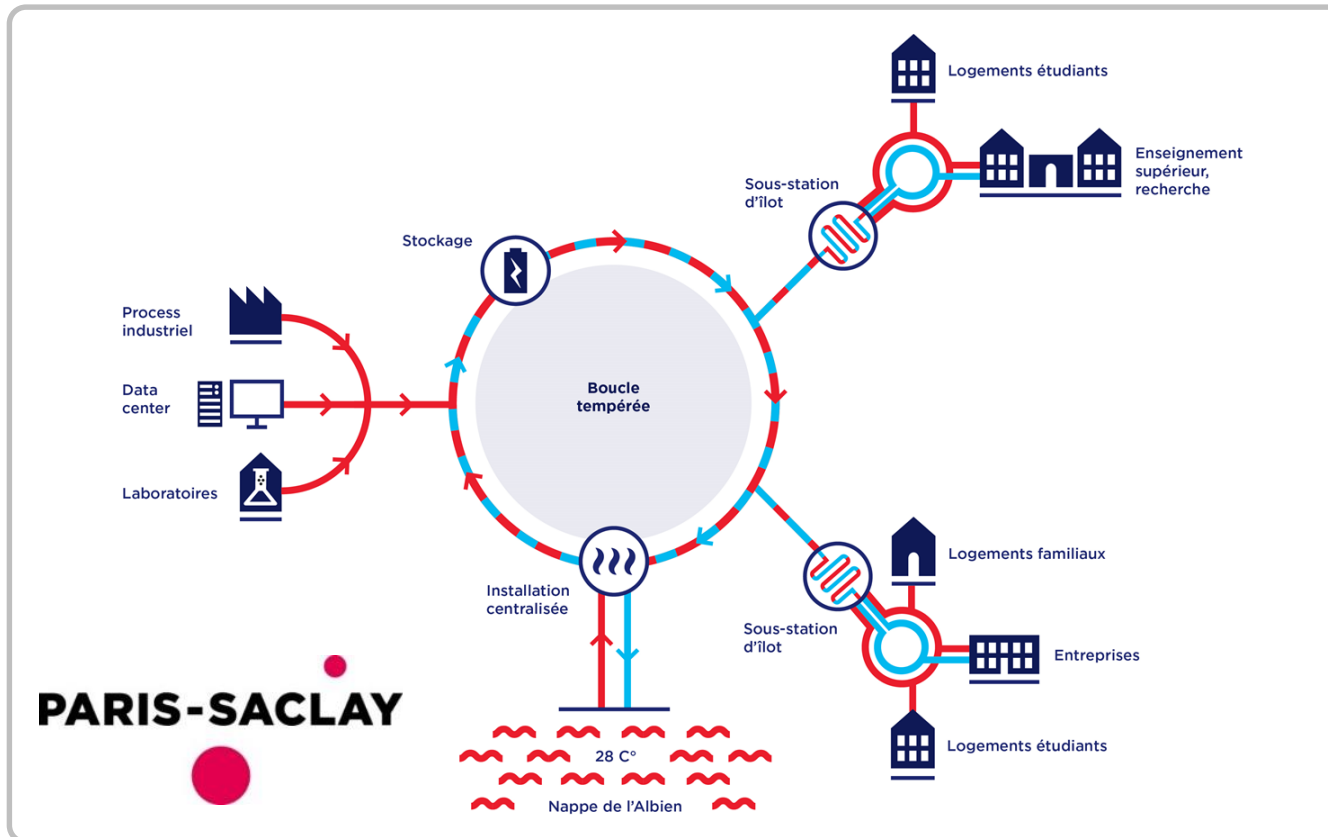 Logements étudiants
Enseignement
supérieur,
recherche
Sous-station
d'îlot
Stockage
Process
industriel
Data
center
Boucle
tempérée
Laboratoires
Installation
centralisée
Logements familiaux
Sous-station
d'îlot
Entreprises
Logements étudiants
PARIS-SACLAY
28 C°
Nappe de l'Albien